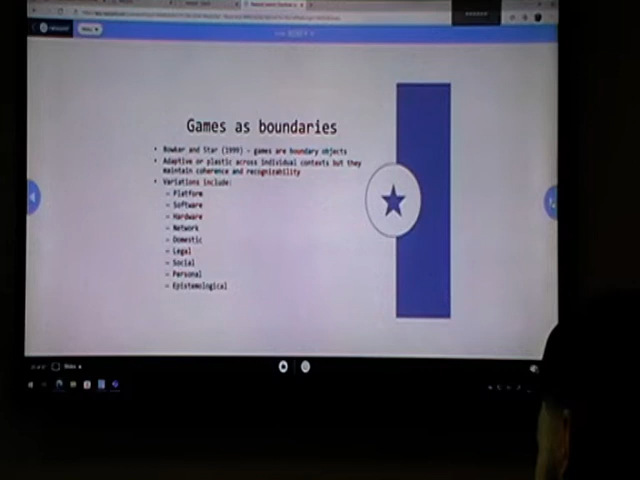 Games as boundaries
• Bowker and Star (1999) – games are boundary objects
• Adaptive or plastic across individual contexts but they
maintain coherence and recognizability
• Variations include:
– Platform
– Software
– Hardware
– Network
– Domestic
– Legal
– Social
– Personal
– Epistemological